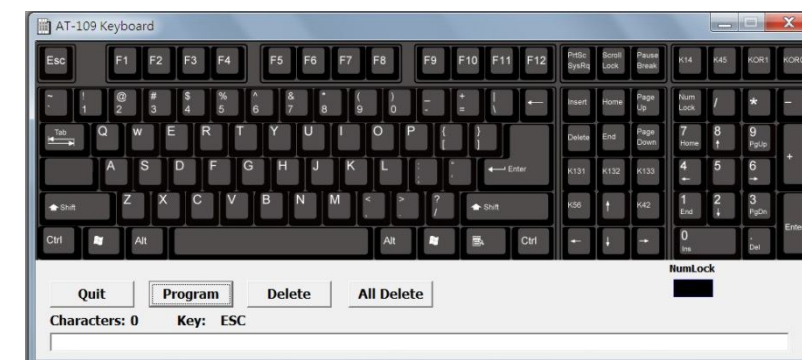 AT-109 Keyboard
Esc F1 F2 F3 F4 F5 F6 F7 F8 F9 F10 F11 F12 PrtSc SysRq Scroll Lock Pause Break K14 K45 KOR1 KOR
~ ! 1 @ 2 # 3 $ 4 % 5 ^ 6 & 7 * 8 ( 9 ) 0 _ - + = | \ ← Insert Home Page Up Num Lock / * -
Tab Q W E R T Y U I O P { [ } ] Delete End Page Down 7 Home 8 ↑ 9 PgUp +
A S D F G H J K L : ; " ' ← Enter K131 K132 K133 4 ← 5 6 →
Shift Z X C V B N M < , > . ? / Shift K56 ↑ K42 1 End 2 ↓ 3 PgDn Enter
Ctrl Alt Alt Ctrl ← ↓ → 0 Ins . Del
NumLock
Quit Program Delete All Delete
Characters: 0 Key: ESC